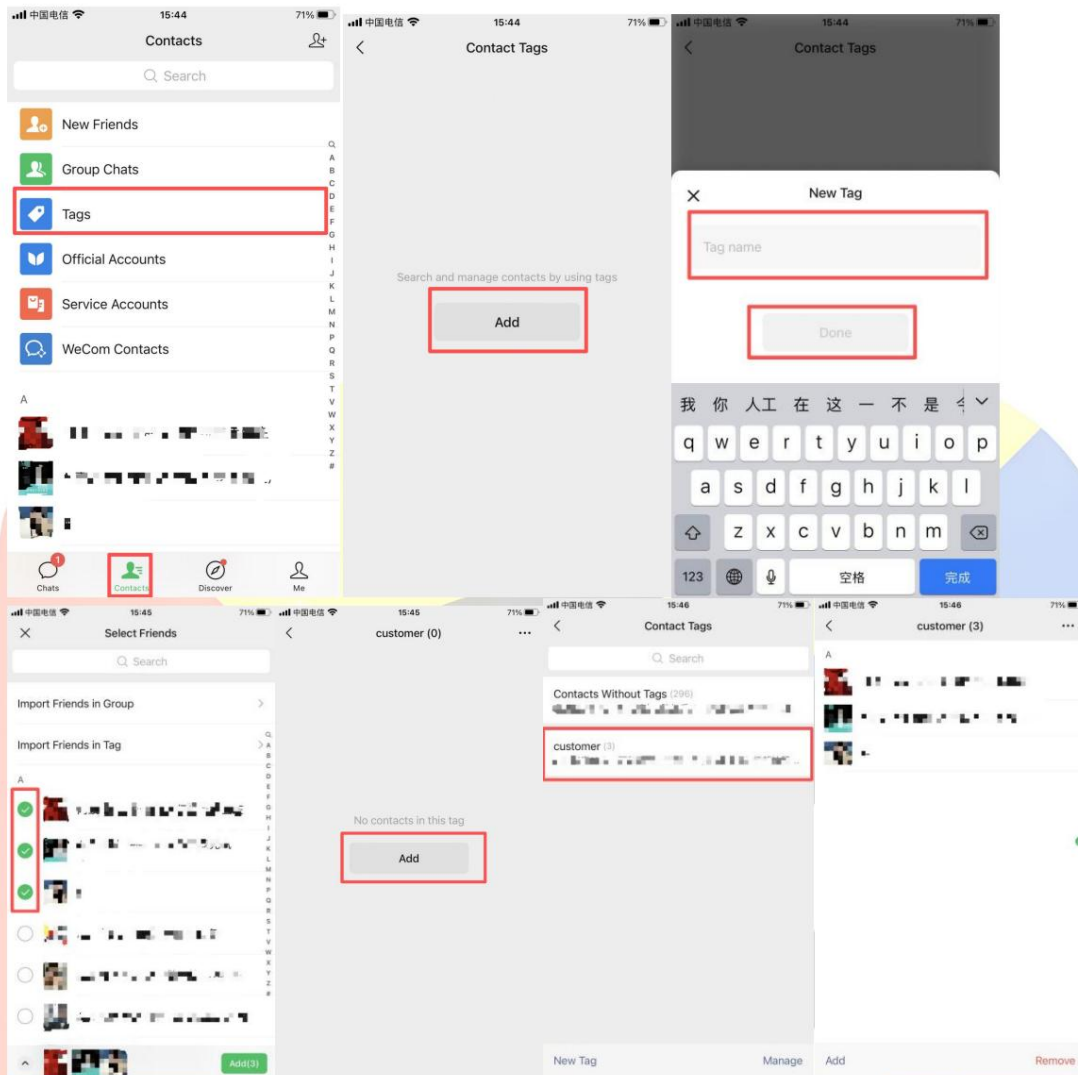 中国电信 15:44 71%
Contacts
Search
New Friends
Group Chats
Tags
Official Accounts
Service Accounts
WeCom Contacts
A
Q
A
B
C
D
E
F
G
H
I
J
K
L
M
N
P
Q
R
S
T
V
W
X
Y
Z
#
1
Chats Contacts Discover Me
中国电信 15:44 71%
Contact Tags
Search and manage contacts by using tags
Add
中国电信 15:44 71%
Contact Tags
New Tag
Tag name
Done
我 你 人工 在 这 一 不 是
q w e r t y u i o p
a s d f g h j k l
z x c v b n m
123 空格 完成
中国电信 15:45 71%
Select Friends
Search
Import Friends in Group
Import Friends in Tag
A
A
B
C
D
E
F
G
H
I
J
K
L
M
N
P
Q
R
S
T
V
W
X
Y
Z
#
Add(3)
中国电信 15:45 71%
customer (0)
No contacts in this tag
Add
中国电信 15:46 71%
Contact Tags
Search
Contacts Without Tags (296)
customer (3)
New Tag Manage
中国电信 15:46 71%
customer (3)
A
Add Remove